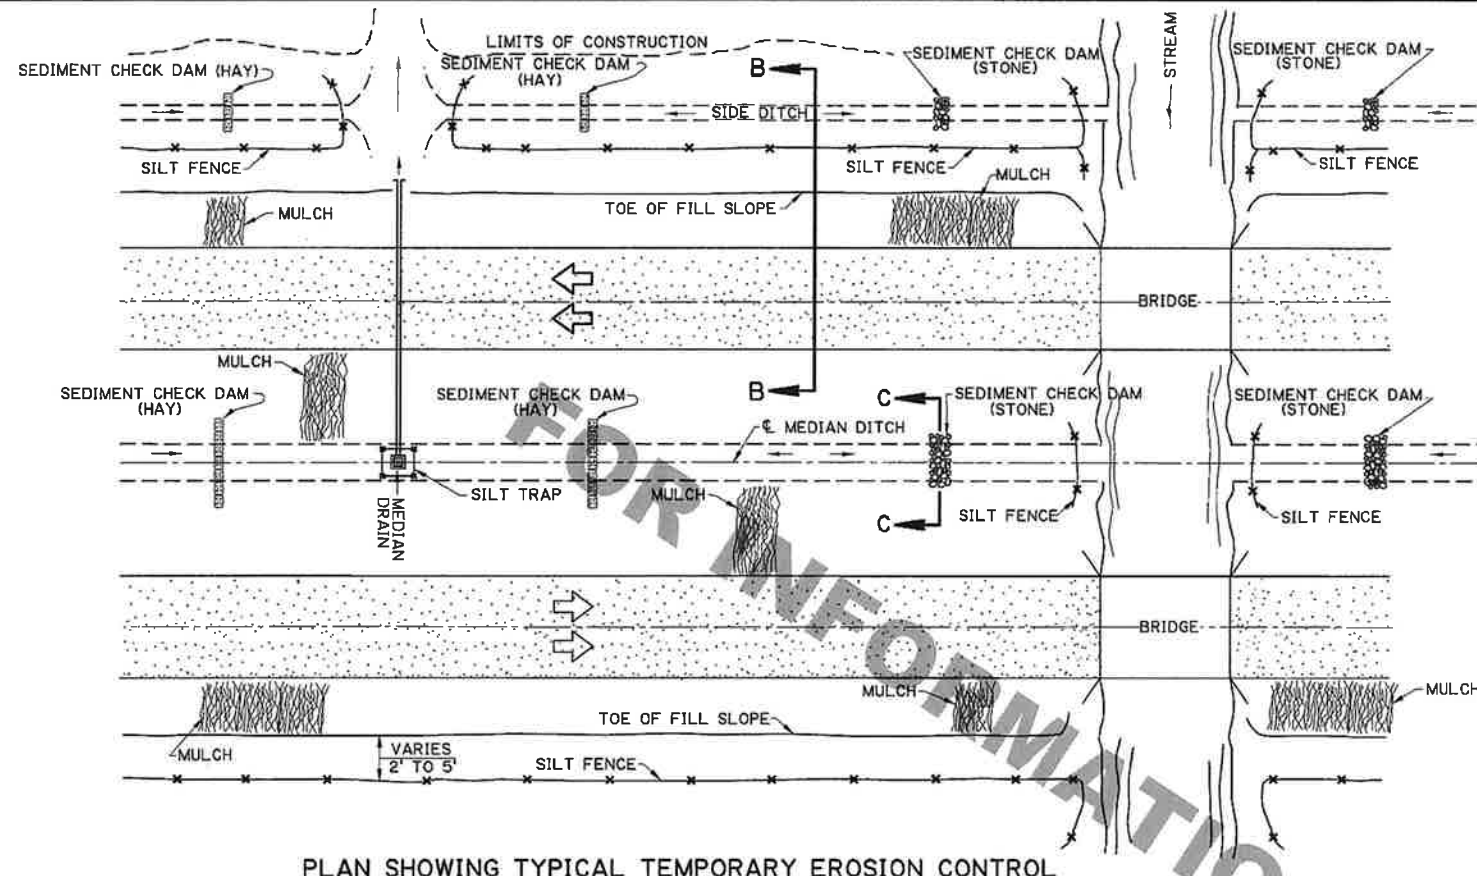 LIMITS OF CONSTRUCTION
SEDIMENT CHECK DAM (HAY)
SEDIMENT CHECK DAM
(HAY)
B
SEDIMENT CHECK DAM
(STONE)
STREAM
SEDIMENT CHECK DAM
(STONE)
SIDE DITCH
SILT FENCE
SILT FENCE
SILT FENCE
MULCH
MULCH
TOE OF FILL SLOPE
BRIDGE
MULCH
SEDIMENT CHECK DAM
(HAY)
SEDIMENT CHECK DAM
(HAY)
B
C
SEDIMENT CHECK DAM
(STONE)
SEDIMENT CHECK DAM
(STONE)
℄ MEDIAN DITCH
SILT TRAP
MULCH
MEDIAN
DRAIN
C
SILT FENCE
SILT FENCE
BRIDGE
MULCH
MULCH
TOE OF FILL SLOPE
MULCH
VARIES
2' TO 5'
SILT FENCE
FOR INFORMATIO
PLAN SHOWING TYPICAL TEMPORARY EROSION CONTROL